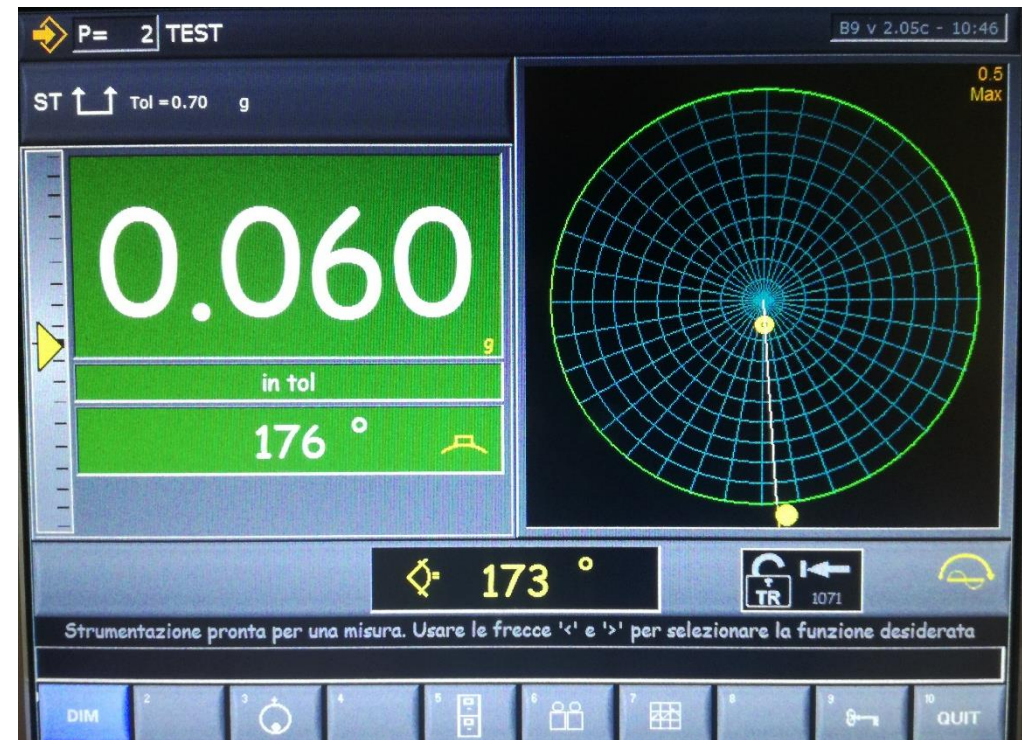 P= 2 TEST
B9 v 2.05c - 10:46
ST Tol =0.70 g
0.5
Max
0.060
g
in tol
176 °
= 173 °
TR 1071
Strumentazione pronta per una misura. Usare le frecce '<' e '>' per selezionare la funzione desiderata
DIM 2 3 4 5 6 7 8 9 10 QUIT